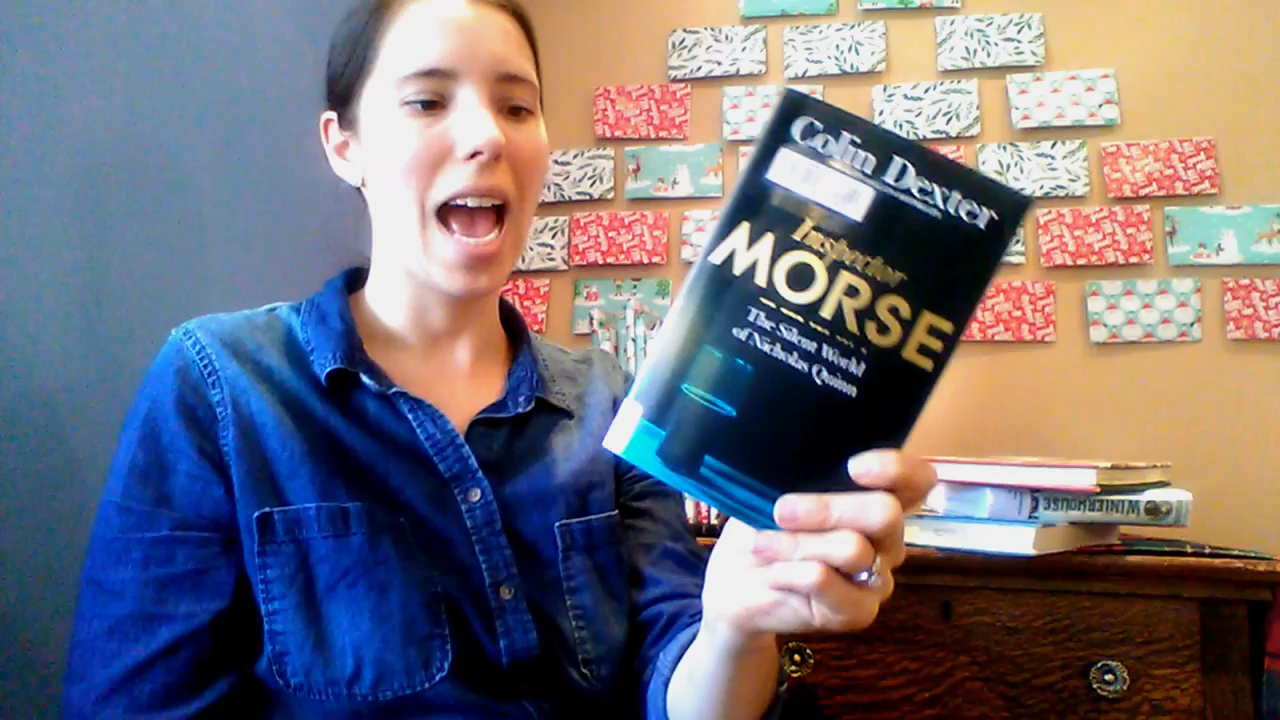 Colin Dexter
Inspector
MORSE
The Silent World
of Nicholas Quinn
WINTERHOUSE